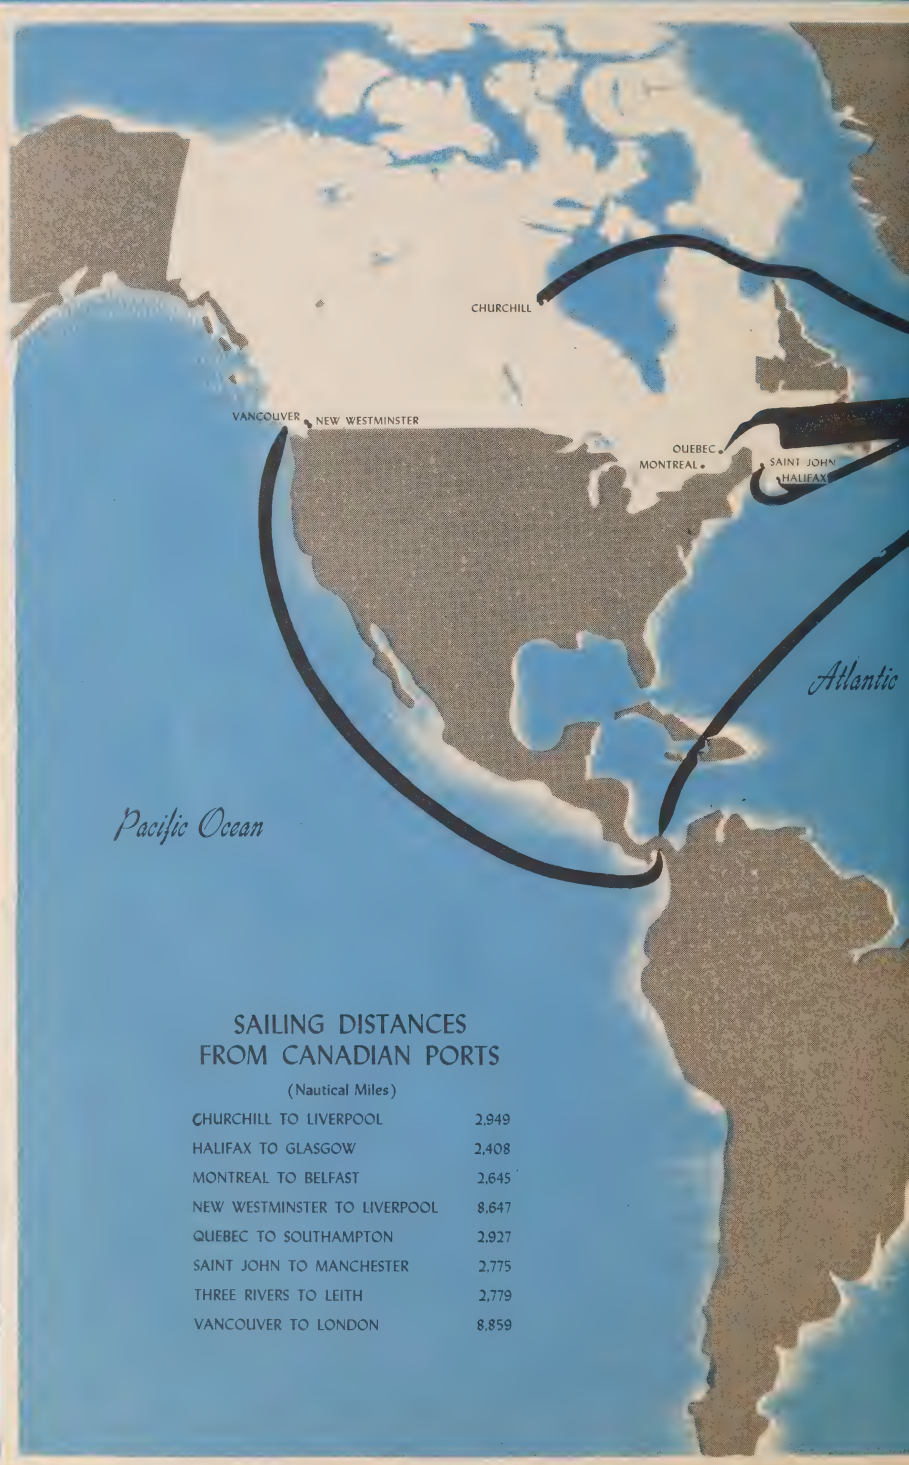 CHURCHILL
VANCOUVER
NEW WESTMINSTER
QUEBEC
MONTREAL
SAINT JOHN
HALIFAX
Atlantic
Pacific Ocean
SAILING DISTANCES
FROM CANADIAN PORTS
(Nautical Miles)
CHURCHILL TO LIVERPOOL 2,949
HALIFAX TO GLASGOW 2,408
MONTREAL TO BELFAST 2,645
NEW WESTMINSTER TO LIVERPOOL 8,647
QUEBEC TO SOUTHAMPTON 2,927
SAINT JOHN TO MANCHESTER 2,775
THREE RIVERS TO LEITH 2,779
VANCOUVER TO LONDON 8,859